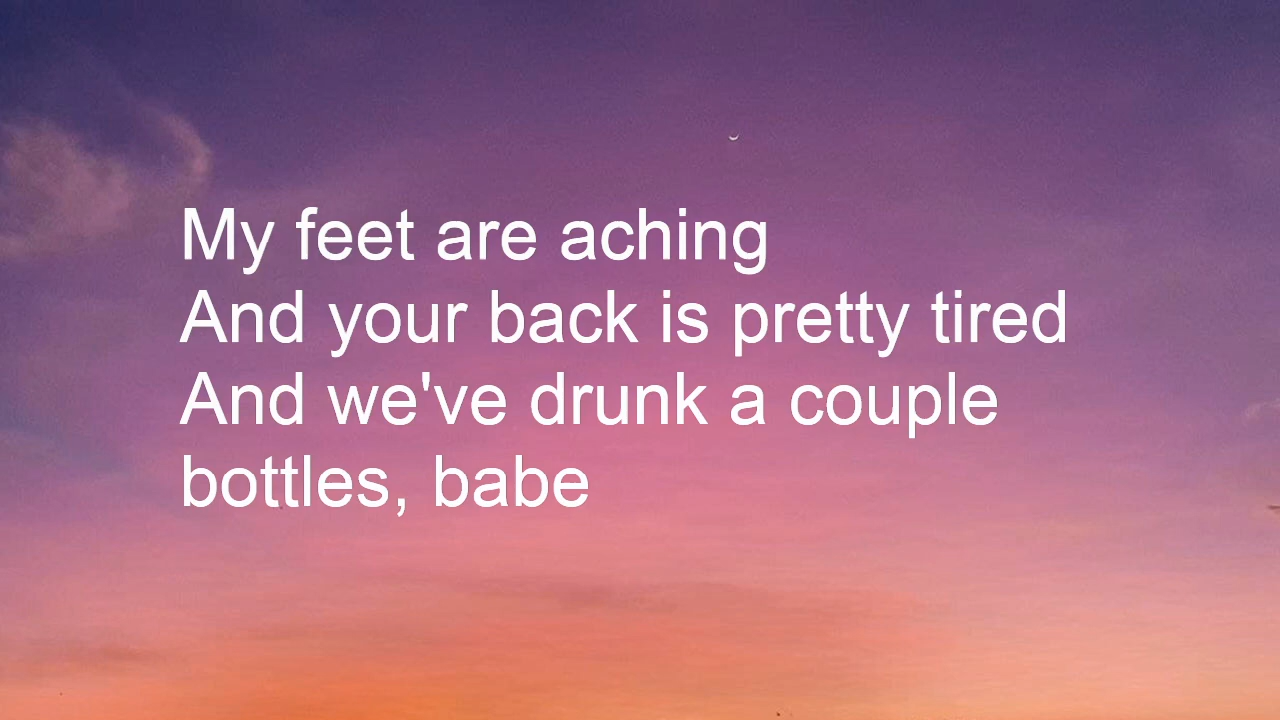 My feet are aching
And your back is pretty tired
And we've drunk a couple
bottles, babe